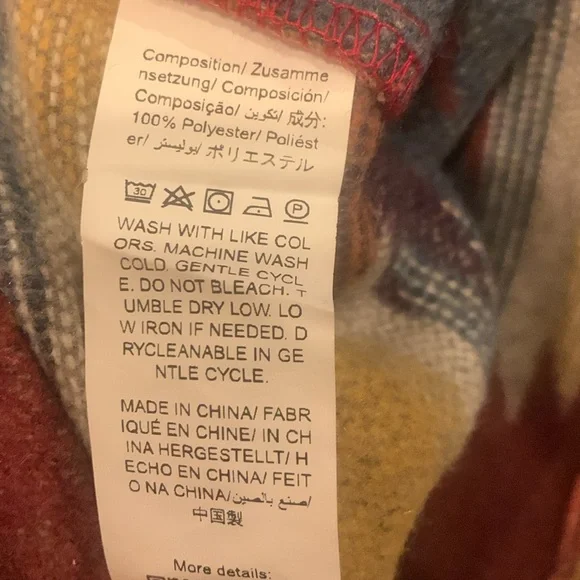 Composition/ Zusamme
nsetzung/ Composición/
Composição/ تكوين/ 成分:
100% Polyester/ Poliést
er/ بوليستر/ ポリエステル
30 P
WASH WITH LIKE COL
ORS. MACHINE WASH
COLD. GENTLE CYCL
E. DO NOT BLEACH. T
UMBLE DRY LOW. LO
W IRON IF NEEDED. D
RYCLEANABLE IN GE
NTLE CYCLE.
MADE IN CHINA/ FABR
IQUÉ EN CHINE/ IN CH
INA HERGESTELLT/ H
ECHO EN CHINA/ FEIT
O NA CHINA/صنع بالصين/
中国製
More details: